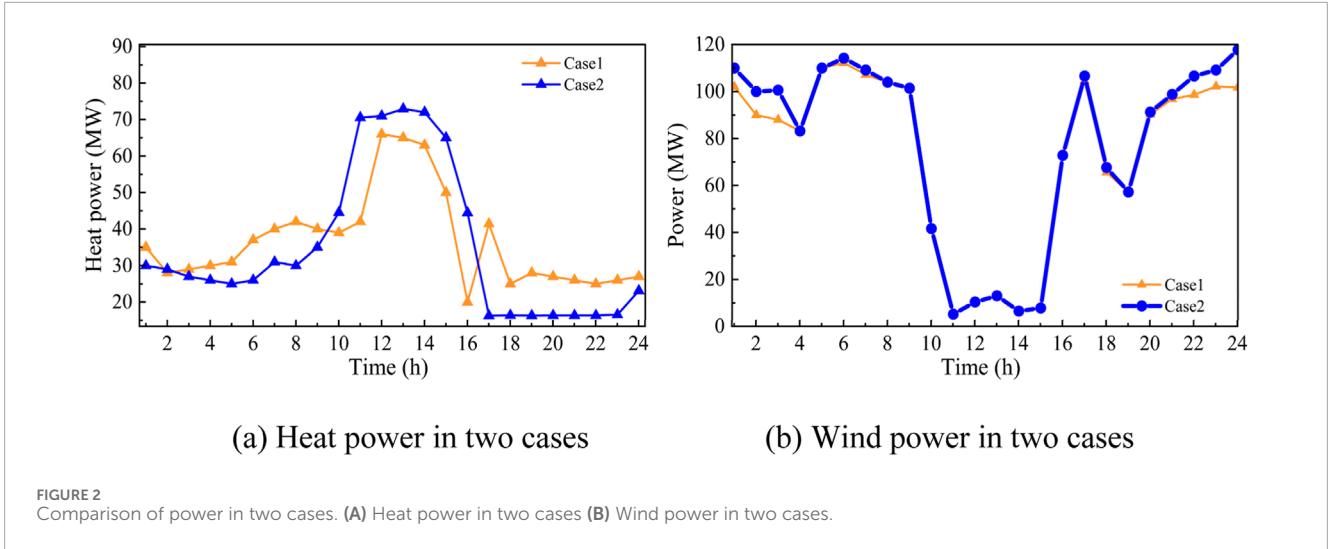 90
80
70
60
50
40
30
20
Heat power (MW)
Case1
Case2
2 4 6 8 10 12 14 16 18 20 22 24
Time (h)
120
100
80
60
40
20
0
Power (MW)
Case1
Case2
2 4 6 8 10 12 14 16 18 20 22 24
Time (h)
(a) Heat power in two cases
(b) Wind power in two cases
FIGURE 2
Comparison of power in two cases. (A) Heat power in two cases (B) Wind power in two cases.